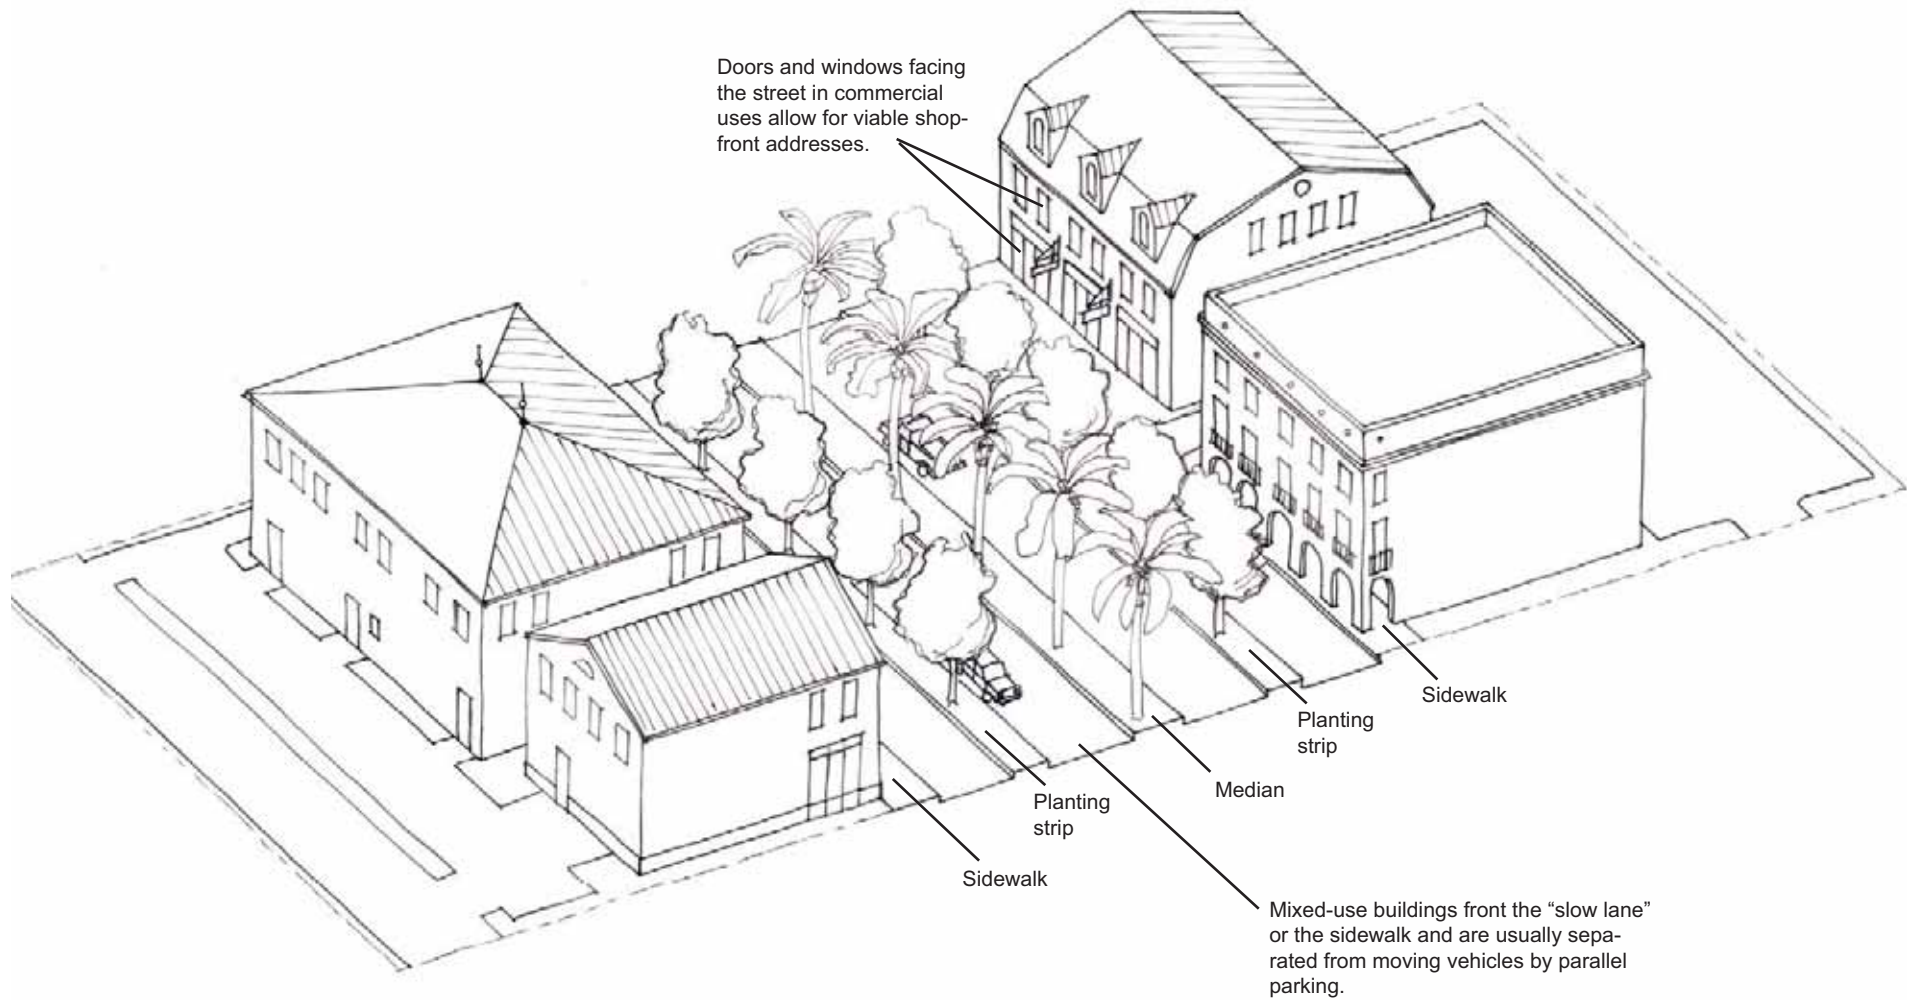 Doors and windows facing
the street in commercial
uses allow for viable shop-
front addresses.
Sidewalk
Planting
strip
Median
Planting
strip
Sidewalk
Mixed-use buildings front the “slow lane”
or the sidewalk and are usually sepa-
rated from moving vehicles by parallel
parking.